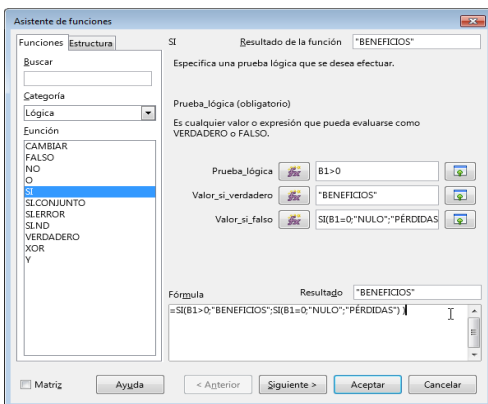 Asistente de funciones
Funciones Estructura
Buscar
Categoría
Lógica
Función
CAMBIAR
FALSO
NO
O
SI
SI.CONJUNTO
SI.ERROR
SI.ND
VERDADERO
XOR
Y
SI Resultado de la función "BENEFICIOS"
Especifica una prueba lógica que se desea efectuar.
Prueba_lógica (obligatorio)
Es cualquier valor o expresión que pueda evaluarse como
VERDADERO o FALSO.
Prueba_lógica fx B1>0
Valor_si_verdadero fx "BENEFICIOS"
Valor_si_falso fx SI(B1=0;"NULO";"PÉRDIDAS
Fórmula Resultado "BENEFICIOS"
=SI(B1>0;"BENEFICIOS";SI(B1=0;"NULO";"PÉRDIDAS") )
Matriz Ayuda < Anterior Siguiente > Aceptar Cancelar